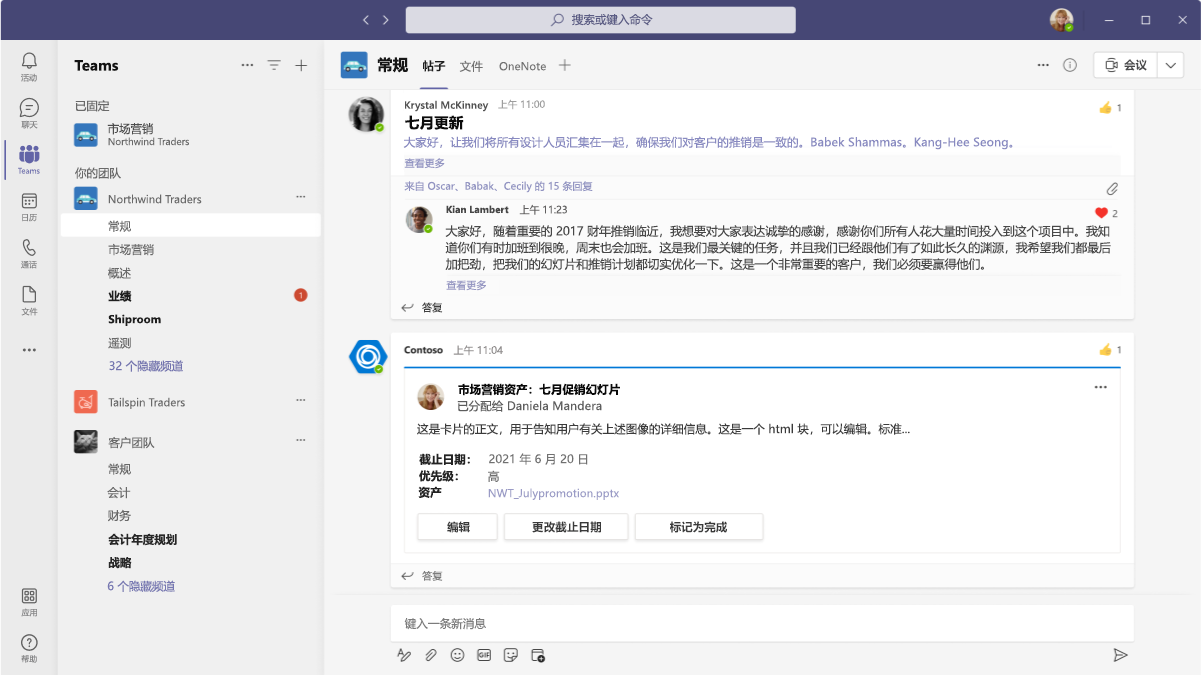 搜索或键入命令
活动
聊天
Teams
日历
通话
文件
应用
帮助
Teams
已固定
市场营销
Northwind Traders
你的团队
Northwind Traders
常规
市场营销
概述
业绩
1
Shiproom
遥测
32 个隐藏频道
Tailspin Traders
客户团队
常规
会计
财务
会计年度规划
战略
6 个隐藏频道
常规 帖子 文件 OneNote
会议
Krystal McKinney 上午 11:00
1
七月更新
大家好，让我们将所有设计人员汇集在一起，确保我们对客户的推销是一致的。Babek Shammas。Kang-Hee Seong。
查看更多
来自 Oscar、Babak、Cecily 的 15 条回复
Kian Lambert 上午 11:23
2
大家好，随着重要的 2017 财年推销临近，我想要对大家表达诚挚的感谢，感谢你们所有人花大量时间投入到这个项目中。我知
道你们有时加班到很晚，周末也会加班。这是我们最关键的任务，并且我们已经跟他们有了如此长久的渊源，我希望我们都最后
加把劲，把我们的幻灯片和推销计划都切实优化一下。这是一个非常重要的客户，我们必须要赢得他们。
查看更多
答复
Contoso 上午 11:04
1
市场营销资产：七月促销幻灯片
已分配给 Daniela Mandera
这是卡片的正文，用于告知用户有关上述图像的详细信息。这是一个 html 块，可以编辑。标准...
截止日期： 2021 年 6 月 20 日
优先级： 高
资产 NWT_Julypromotion.pptx
编辑 更改截止日期 标记为完成
答复
键入一条新消息
GIF